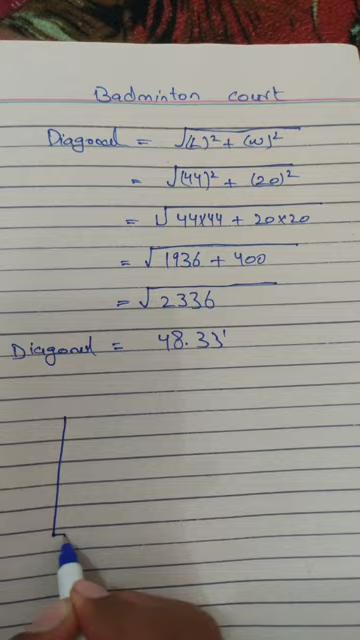 Badminton court
Diagonal = √(L)² + (w)²
= √(44)² + (20)²
= √44×44 + 20×20
= √1936 + 400
= √2336
Diagonal = 48.33'